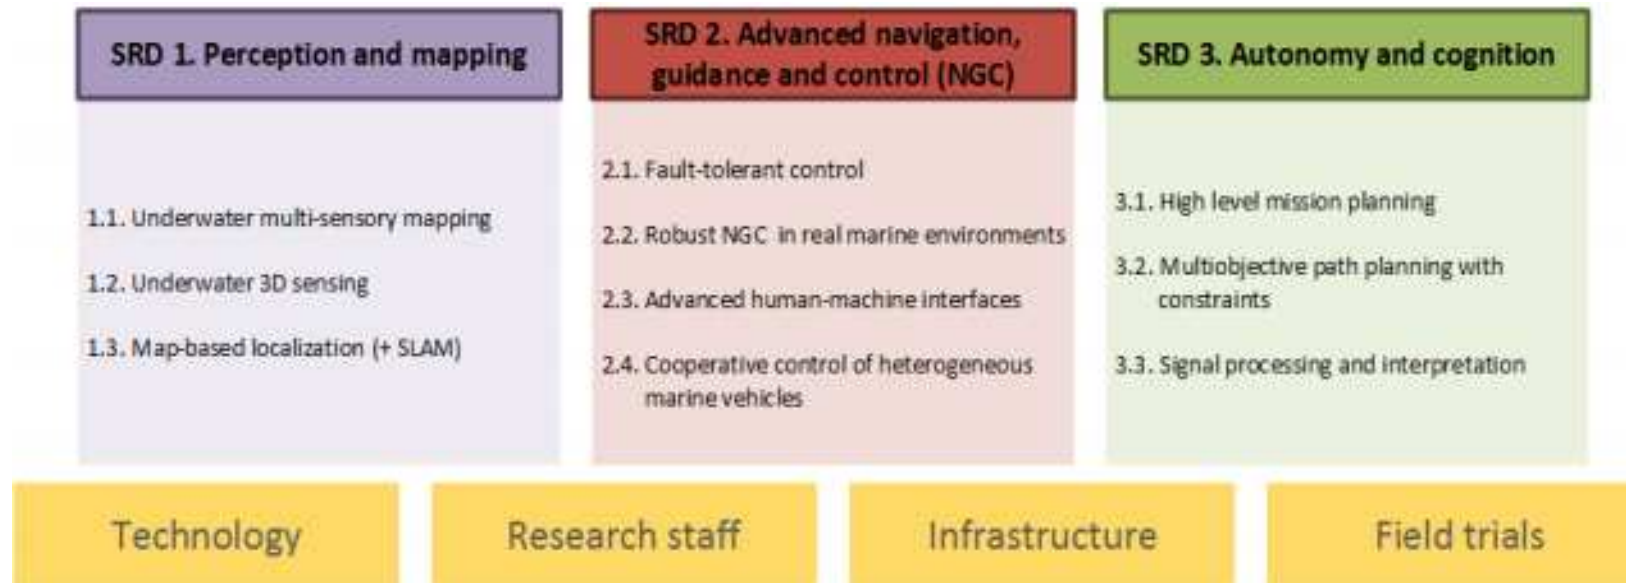 SRD 1. Perception and mapping
1.1. Underwater multi-sensory mapping
1.2. Underwater 3D sensing
1.3. Map-based localization (+ SLAM)
SRD 2. Advanced navigation,
guidance and control (NGC)
2.1. Fault-tolerant control
2.2. Robust NGC in real marine environments
2.3. Advanced human-machine interfaces
2.4. Cooperative control of heterogeneous
marine vehicles
SRD 3. Autonomy and cognition
3.1. High level mission planning
3.2. Multiobjective path planning with
constraints
3.3. Signal processing and interpretation
Technology
Research staff
Infrastructure
Field trials